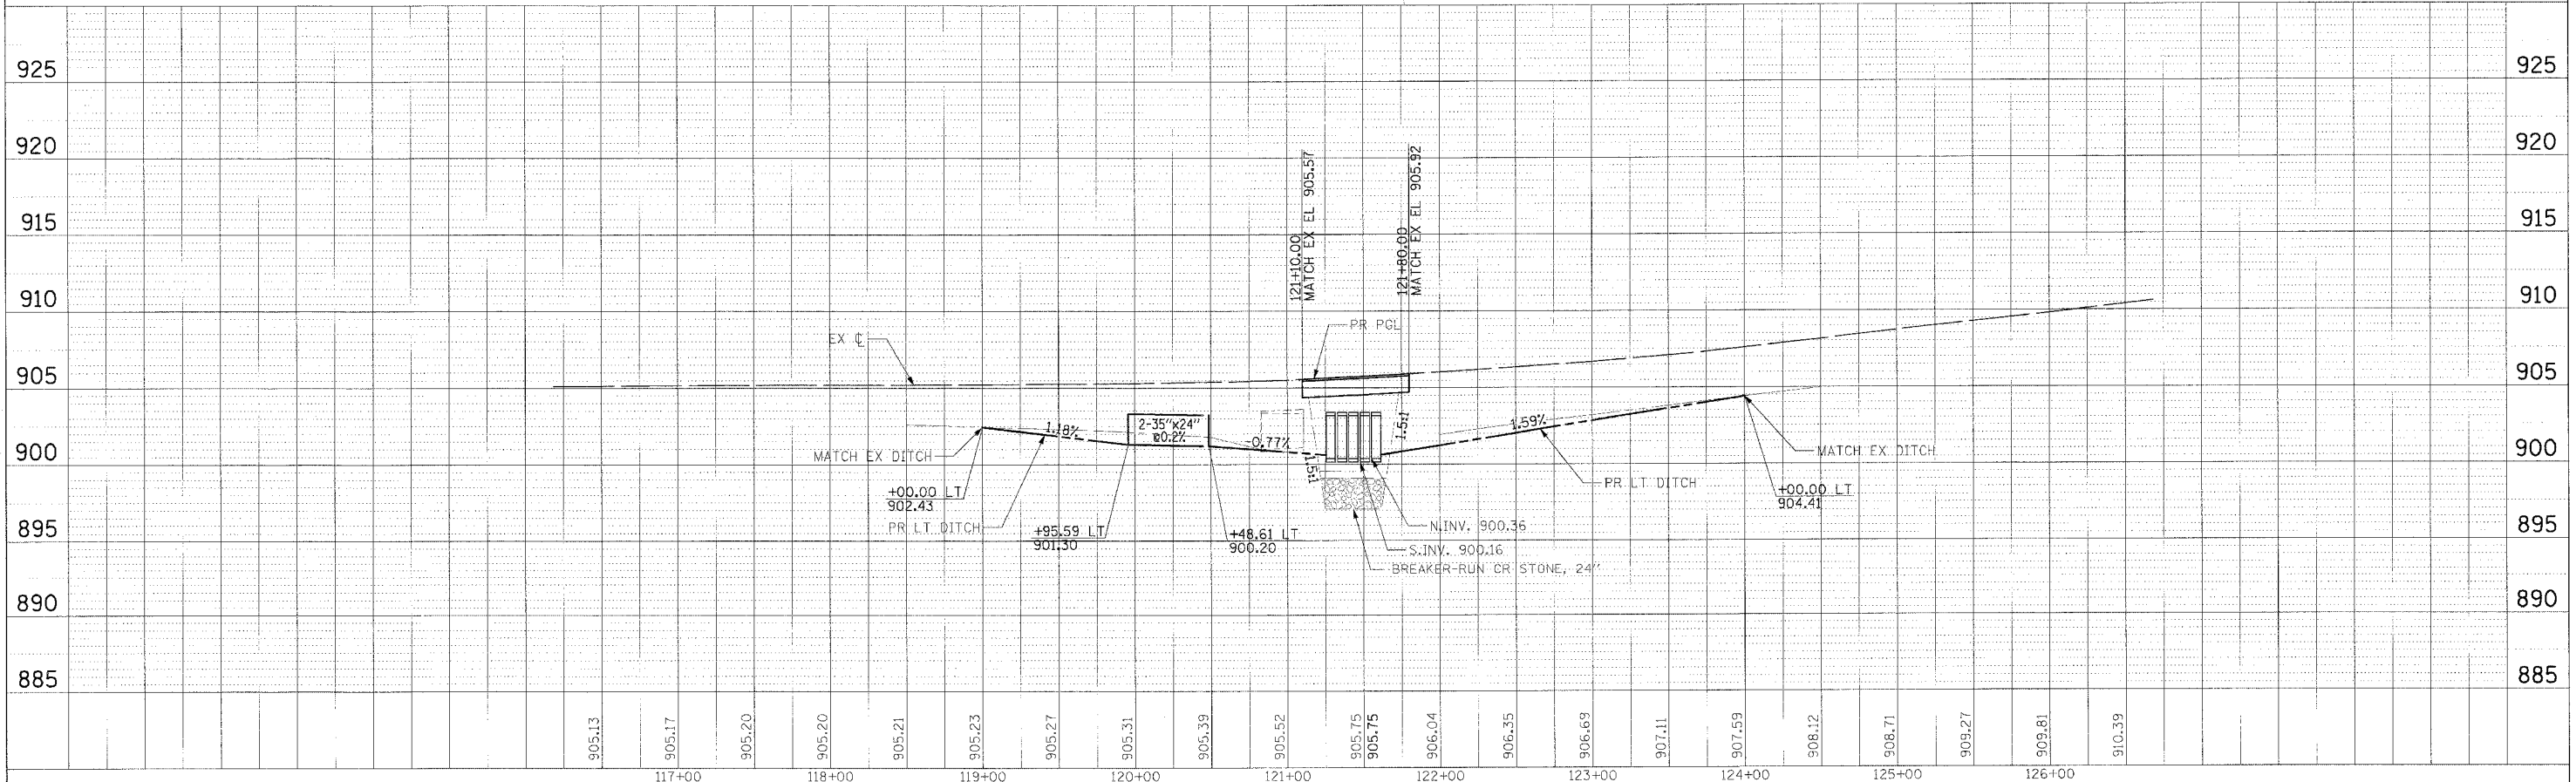 925 925
920 920
915 915
910 910
905 905
900 900
895 895
890 890
885 885
121+10.00
MATCH EX EL 905.57
121+80.00
MATCH EX EL 905.92
EX ℄
PR PGL
1.18%
2-35"x24"
@0.2%
-0.77%
1.5:1
1.5:1
1.59%
MATCH EX DITCH
MATCH EX DITCH
+00.00 LT
902.43
PR LT DITCH
+95.59 LT
901.30
+48.61 LT
900.20
PR LT DITCH
+00.00 LT
904.41
N.INV. 900.36
S.INV. 900.16
BREAKER-RUN CR STONE, 24"
905.13 905.17 905.20 905.20 905.21 905.23 905.27 905.31 905.39 905.52 905.75 905.75 906.04 906.35 906.69 907.11 907.59 908.12 908.71 909.27 909.81 910.39
117+00 118+00 119+00 120+00 121+00 122+00 123+00 124+00 125+00 126+00